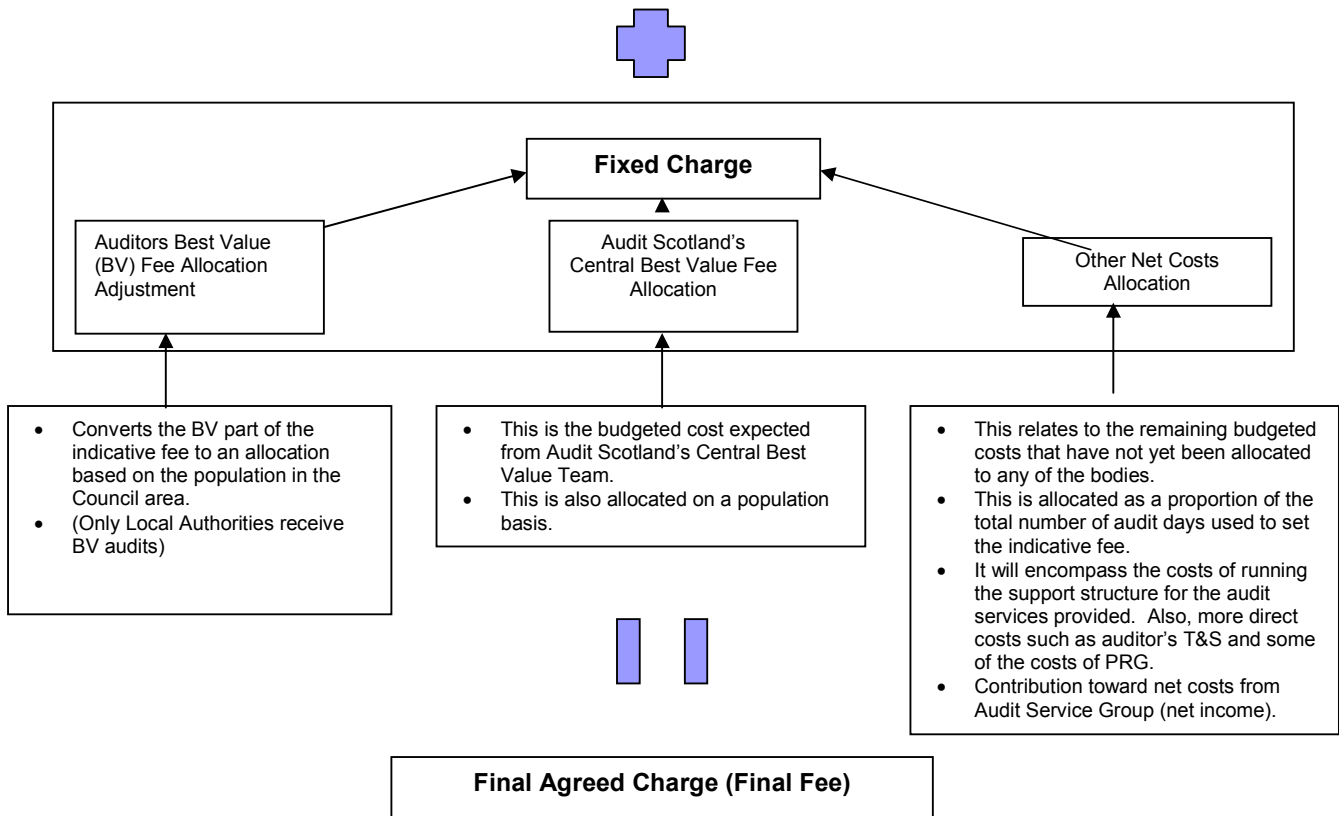 Fixed Charge
Auditors Best Value
(BV) Fee Allocation
Adjustment
Audit Scotland's
Central Best Value Fee
Allocation
Other Net Costs
Allocation
• Converts the BV part of the
indicative fee to an allocation
based on the population in the
Council area.
• (Only Local Authorities receive
BV audits)
• This is the budgeted cost expected
from Audit Scotland's Central Best
Value Team.
• This is also allocated on a population
basis.
• This relates to the remaining budgeted
costs that have not yet been allocated
to any of the bodies.
• This is allocated as a proportion of the
total number of audit days used to set
the indicative fee.
• It will encompass the costs of running
the support structure for the audit
services provided.  Also, more direct
costs such as auditor's T&S and some
of the costs of PRG.
• Contribution toward net costs from
Audit Service Group (net income).
Final Agreed Charge (Final Fee)